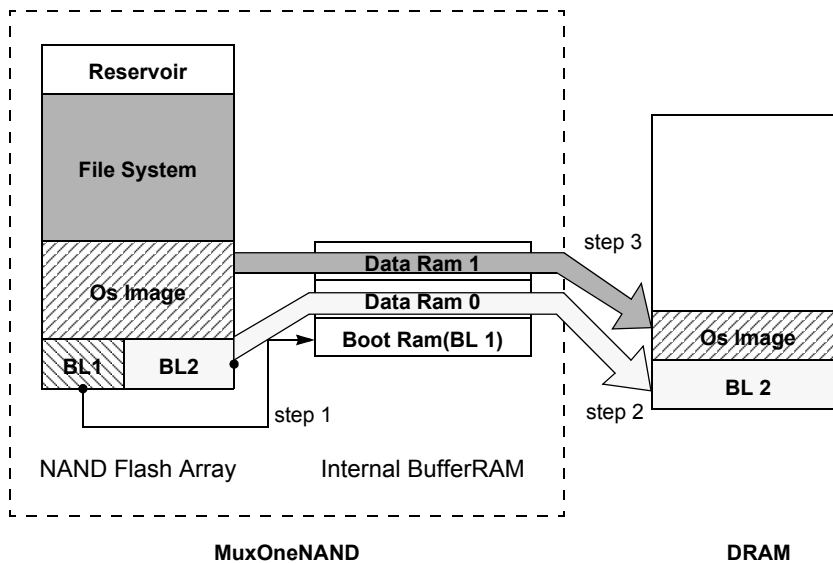 Reservoir
File System
step 3
Data Ram 1
Os Image
Data Ram 0
Boot Ram(BL 1)
Os Image
BL1
BL2
BL 2
step 1
step 2
NAND Flash Array
Internal BufferRAM
MuxOneNAND
DRAM